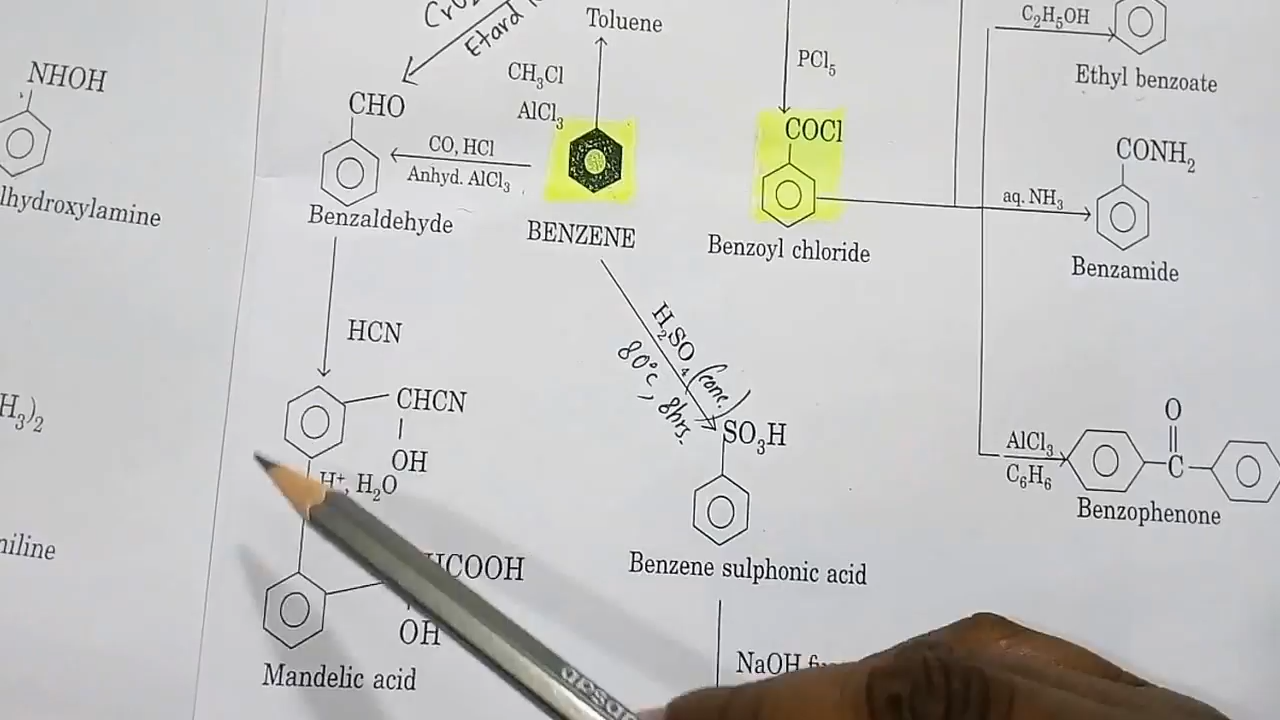 Toluene
C₂H₅OH
Ethyl benzoate
NHOH
CHO
CH₃Cl
AlCl₃
PCl₅
COCl
CO, HCl
Anhyd. AlCl₃
CONH₂
lhydroxylamine
Benzaldehyde
BENZENE
Benzoyl chloride
aq. NH₃
Benzamide
HCN
H₂SO₄ (conc.)
80°C, 8hrs.
CHCN
OH
H⁺, H₂O
H₃)₂
SO₃H
AlCl₃
C₆H₆
O
C
Benzophenone
Benzene sulphonic acid
niline
COOH
OH
Mandelic acid
NaOH
Etard